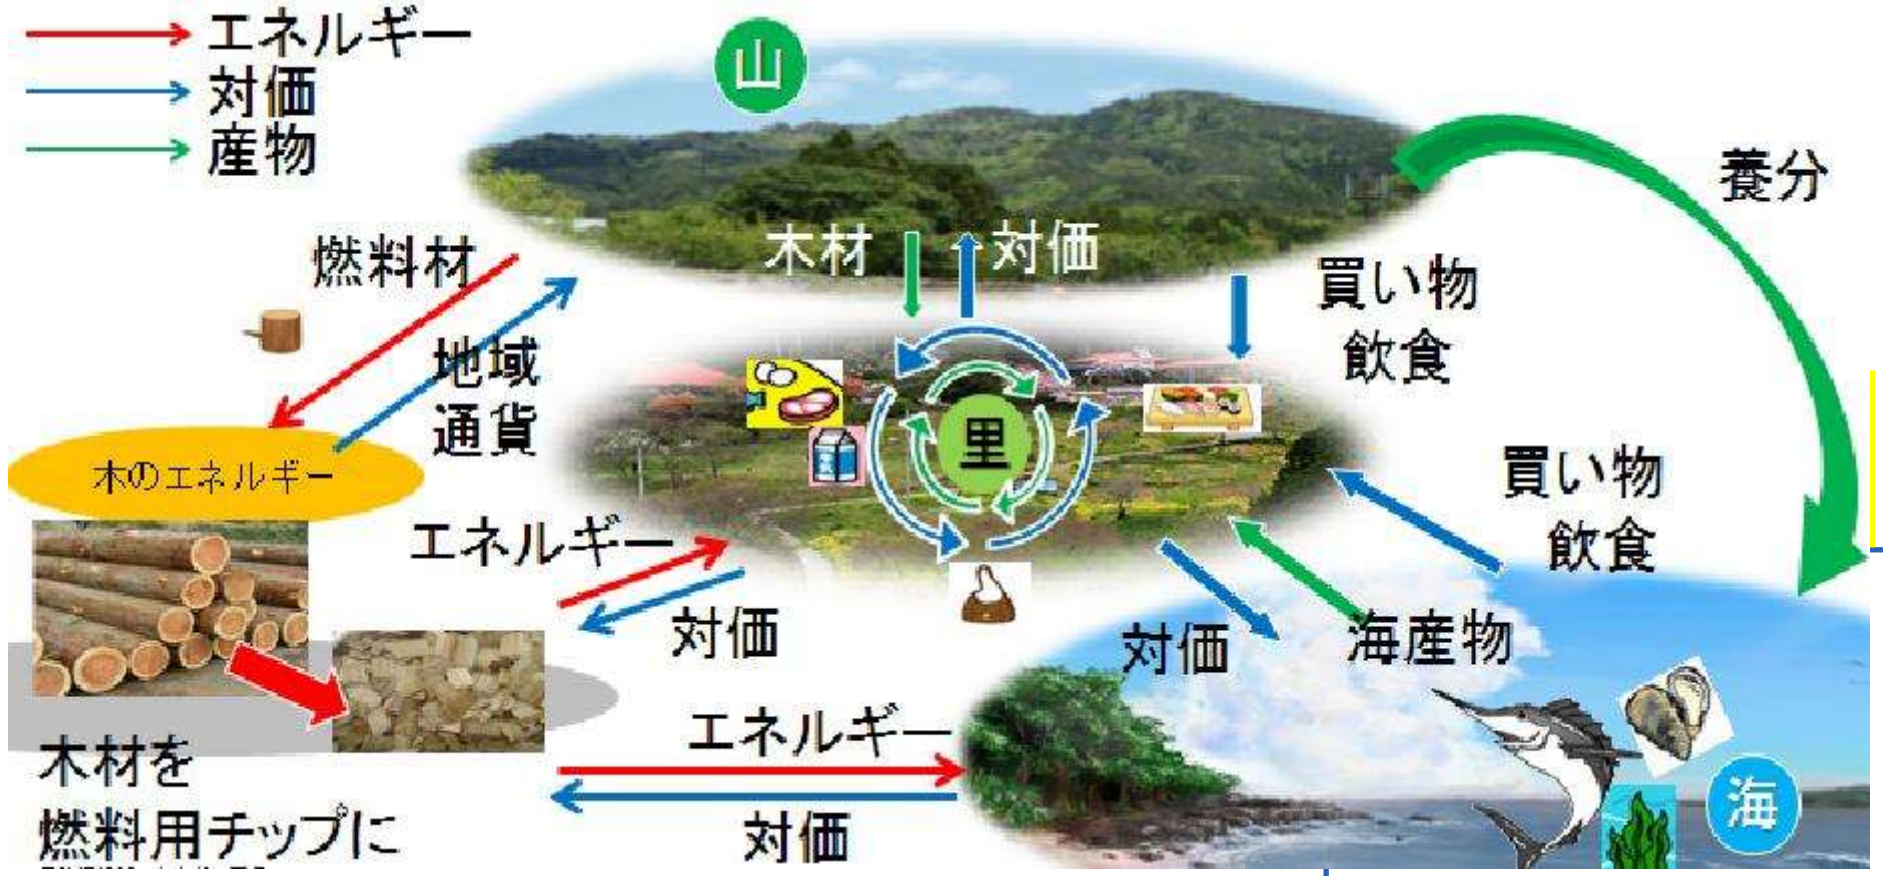 エネルギー
対価
産物
山
養分
燃料材
木材
対価
買い物
飲食
地域
通貨
里
木のエネルギー
買い物
飲食
エネルギー
対価
対価
海産物
エネルギー
対価
海
木材を
燃料用チップに